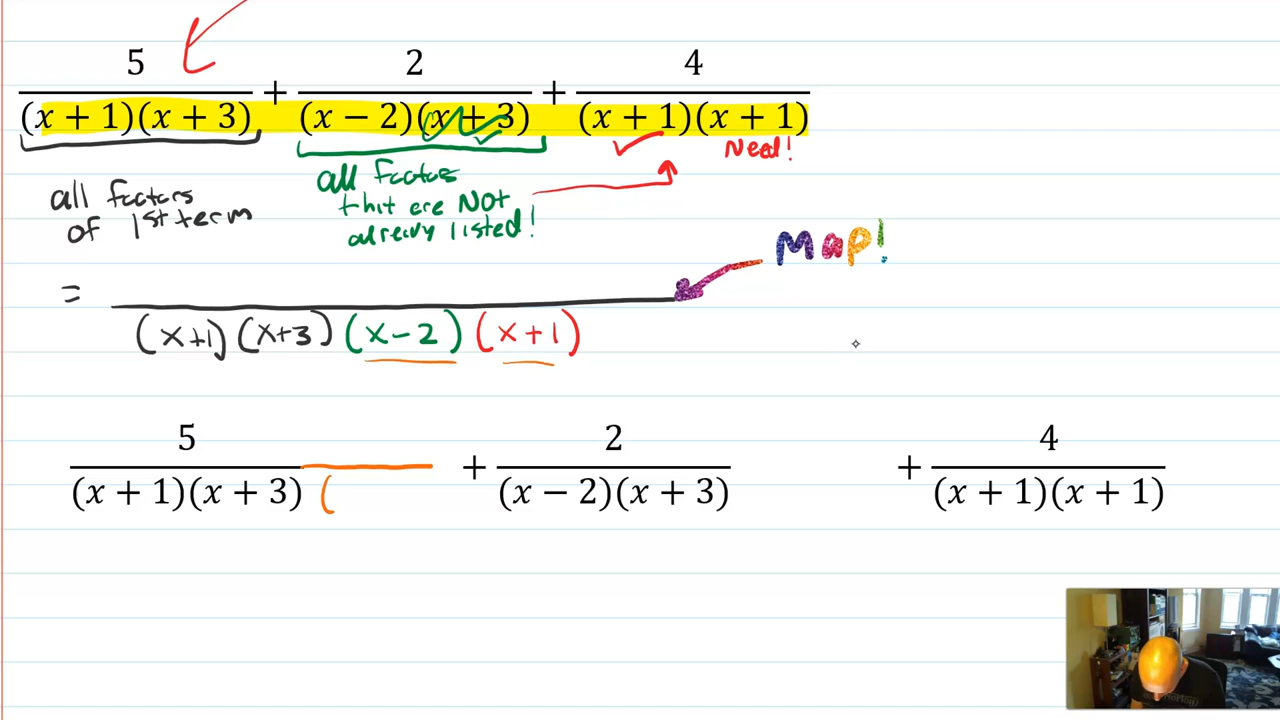 5/((x + 1)(x + 3)) + 2/((x − 2)(x + 3)) + 4/((x + 1)(x + 1))
Need!
all factors
of 1st term
all factors
that are NOT
already listed!
Map!
= /((x+1)(x+3)(x−2)(x+1))
5/((x + 1)(x + 3) ( + 2/((x − 2)(x + 3)) + 4/((x + 1)(x + 1))